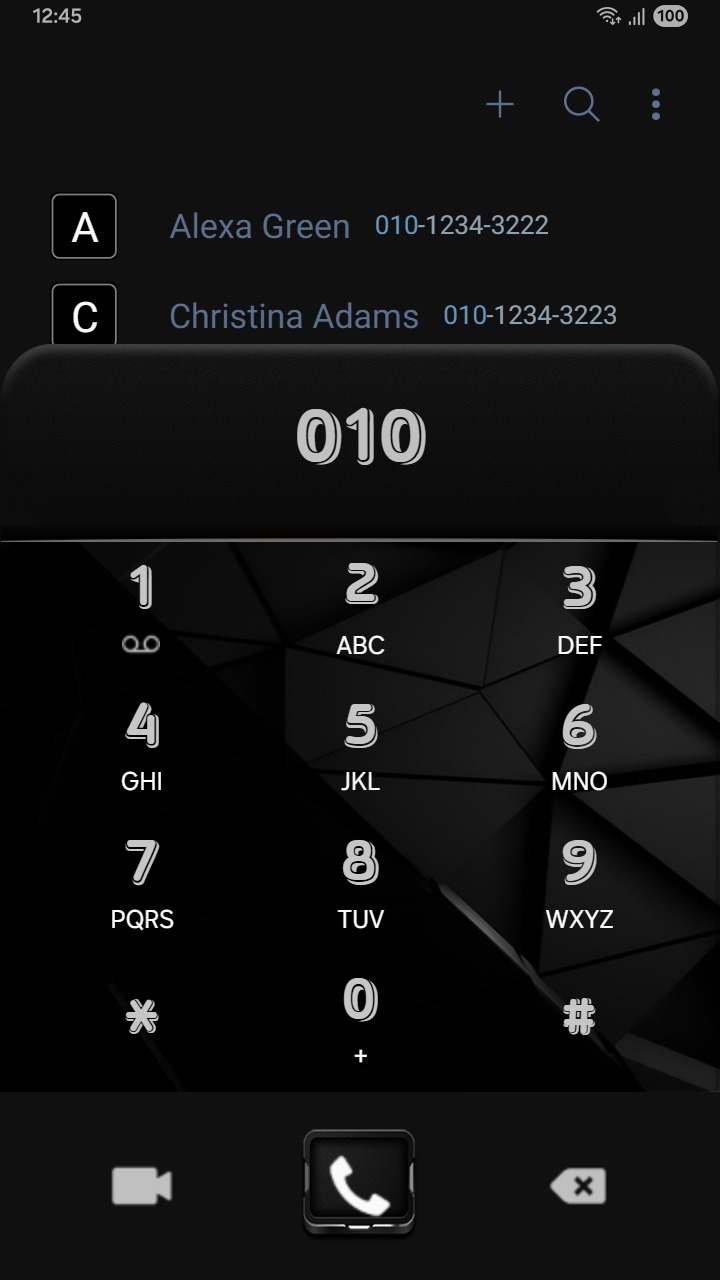 12:45 100
A Alexa Green 010-1234-3222
C Christina Adams 010-1234-3223
010
1 2 3
ABC DEF
4 5 6
GHI JKL MNO
7 8 9
PQRS TUV WXYZ
* 0 #
+